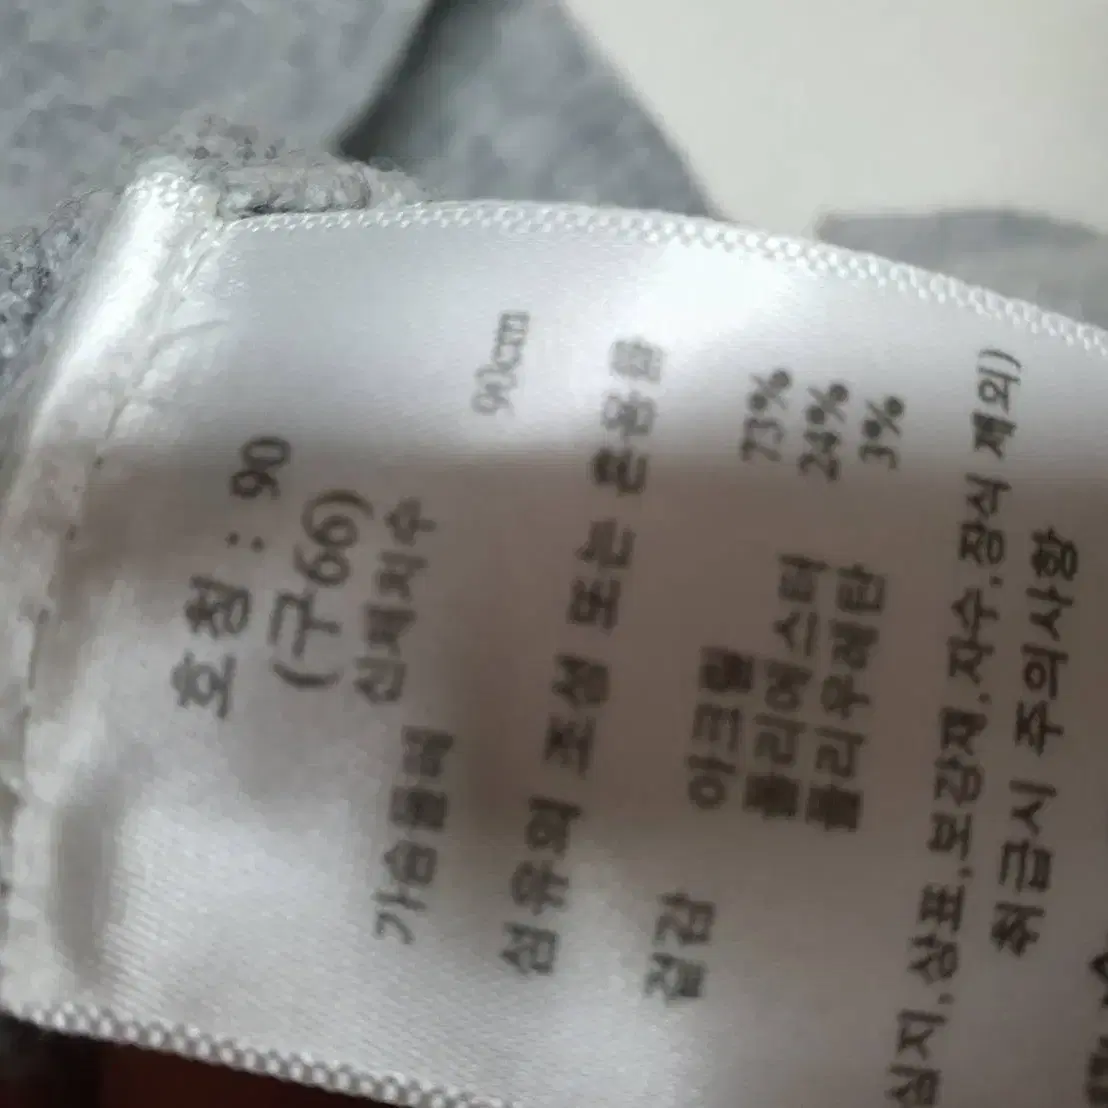 호칭 : 90
(구66)
신체치수
가슴둘레 90cm
섬유의 조성 또는 혼용율
겉감
아크릴 73%
폴리에스터 24%
폴리우레탄 3%
심지,상표,보강재,자수,장식 제외)
취급시 주의사항